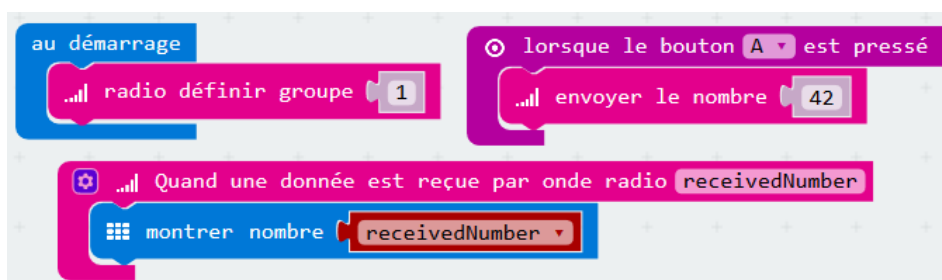 au démarrage
radio définir groupe 1
lorsque le bouton A est pressé
envoyer le nombre 42
Quand une donnée est reçue par onde radio receivedNumber
montrer nombre receivedNumber